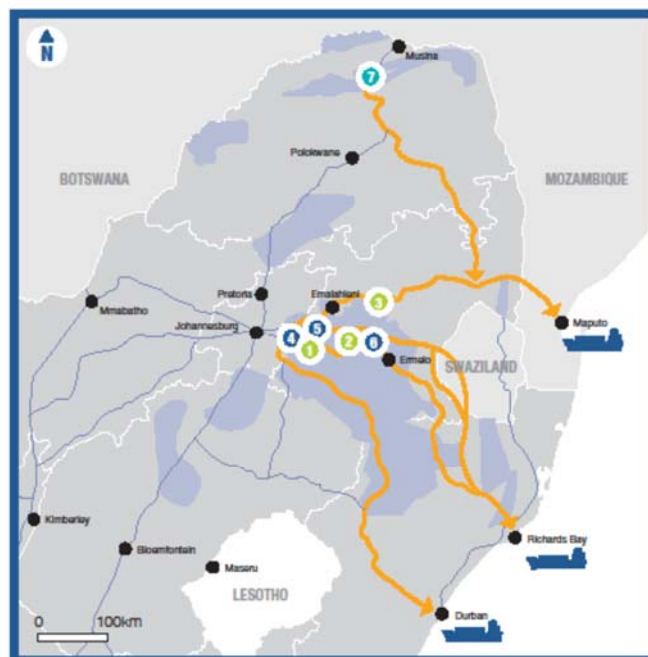 N
Musina
7
Polokwane
BOTSWANA
MOZAMBIQUE
Pretoria
Emalahleni
3
Mmabatho
Johannesburg
4
5
1
2
6
Maputo
Ermelo
SWAZILAND
Kimberley
Bloemfontein
Maseru
Richards Bay
LESOTHO
0 100km
Durban